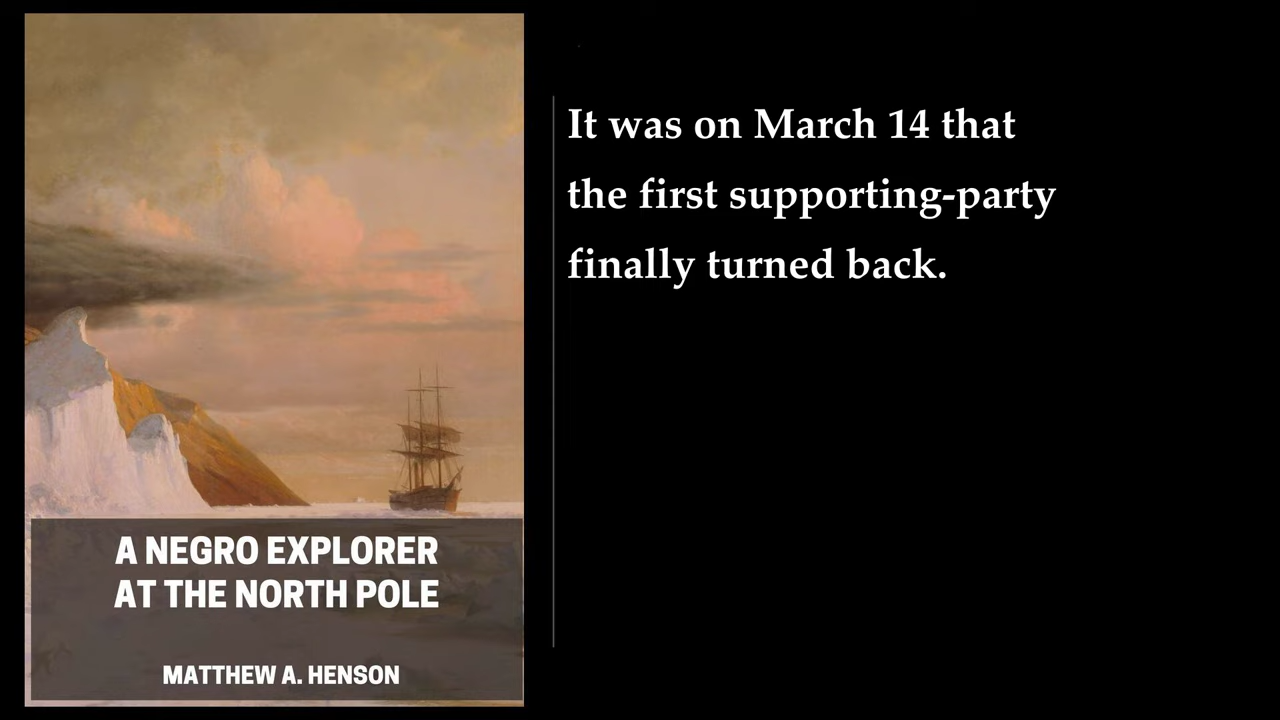 It was on March 14 that
the first supporting-party
finally turned back.
A NEGRO EXPLORER
AT THE NORTH POLE
MATTHEW A. HENSON